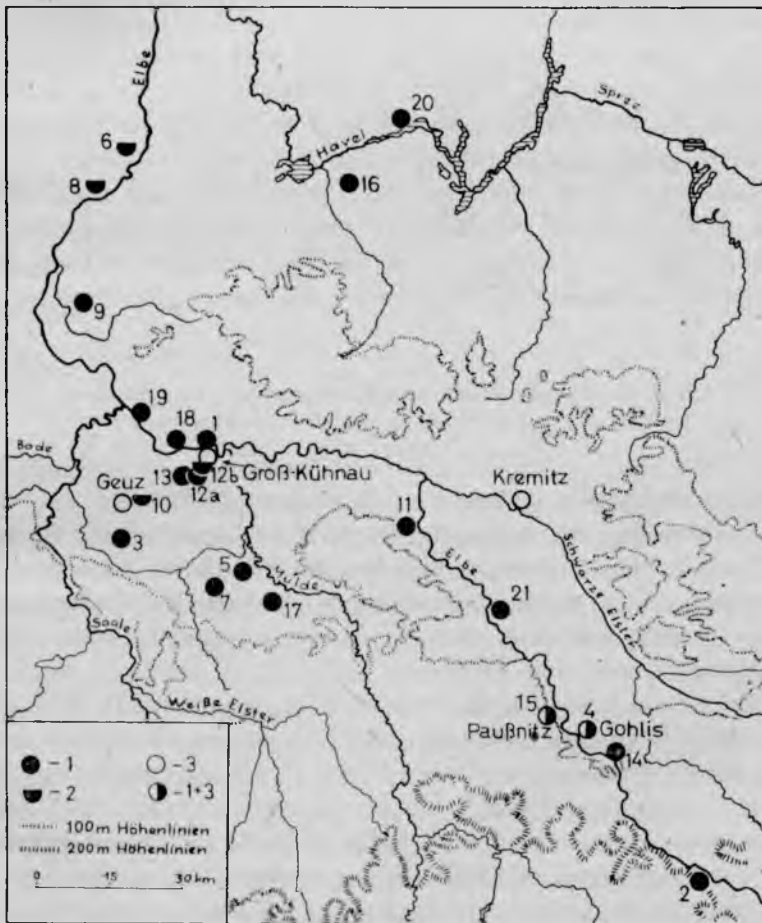 Elbe
Spree
20
6
Havel
8
16
9
19
18
1
Bode
Groß-Kühnau
13
12b
12a
Geuz
10
Kremitz
11
3
Elbe
5
Mulde
Schwarze Elster
7
17
21
Saale
Weiße Elster
15
4
Paußnitz
Gohlis
14
-1
-3
-2
-1+3
100m Höhenlinien
200m Höhenlinien
0 15 30 km
2